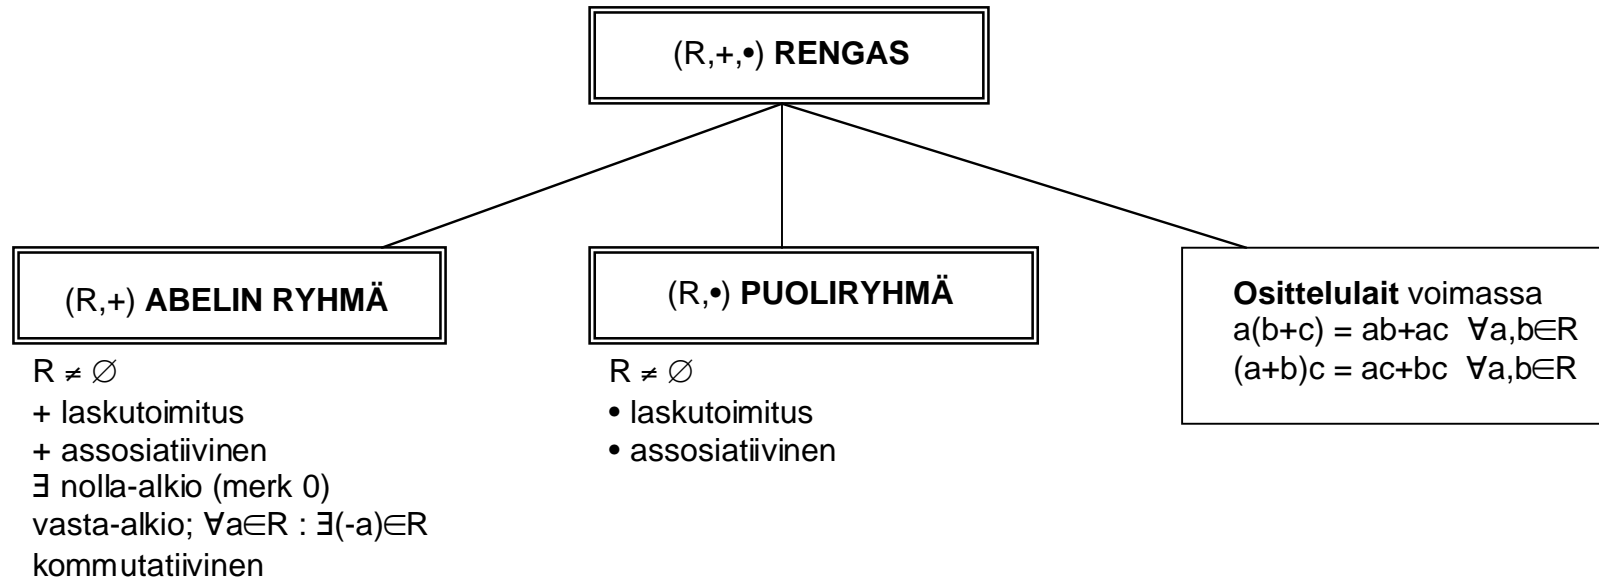 (R,+,•) RENGAS
(R,+) ABELIN RYHMÄ
R ≠ ∅
+ laskutoimitus
+ assosiatiivinen
∃ nolla-alkio (merk 0)
vasta-alkio; ∀a∈R : ∃(-a)∈R
kommutatiivinen
(R,•) PUOLIRYHMÄ
R ≠ ∅
• laskutoimitus
• assosiatiivinen
Osittelulait voimassa
a(b+c) = ab+ac ∀a,b∈R
(a+b)c = ac+bc ∀a,b∈R